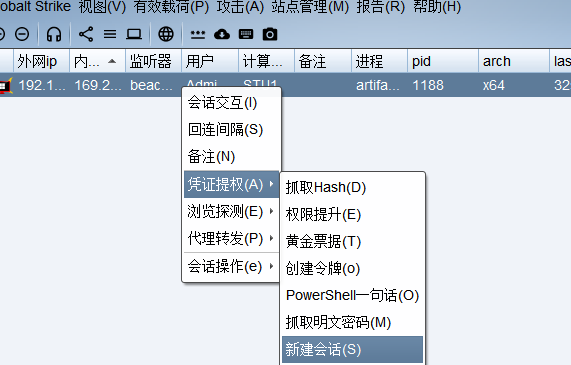 obalt Strike 视图(V) 有效载荷(P) 攻击(A) 站点管理(M) 报告(R) 帮助(H)
外网ip 内... 监听器 用户 计算... 备注 进程 pid arch las
192.1... 169.2... beac... Admi... STU1 artifa... 1188 x64 32
会话交互(I)
回连间隔(S)
备注(N)
凭证提权(A)
浏览探测(E)
代理转发(P)
会话操作(e)
抓取Hash(D)
权限提升(E)
黄金票据(T)
创建令牌(o)
PowerShell一句话(O)
抓取明文密码(M)
新建会话(S)